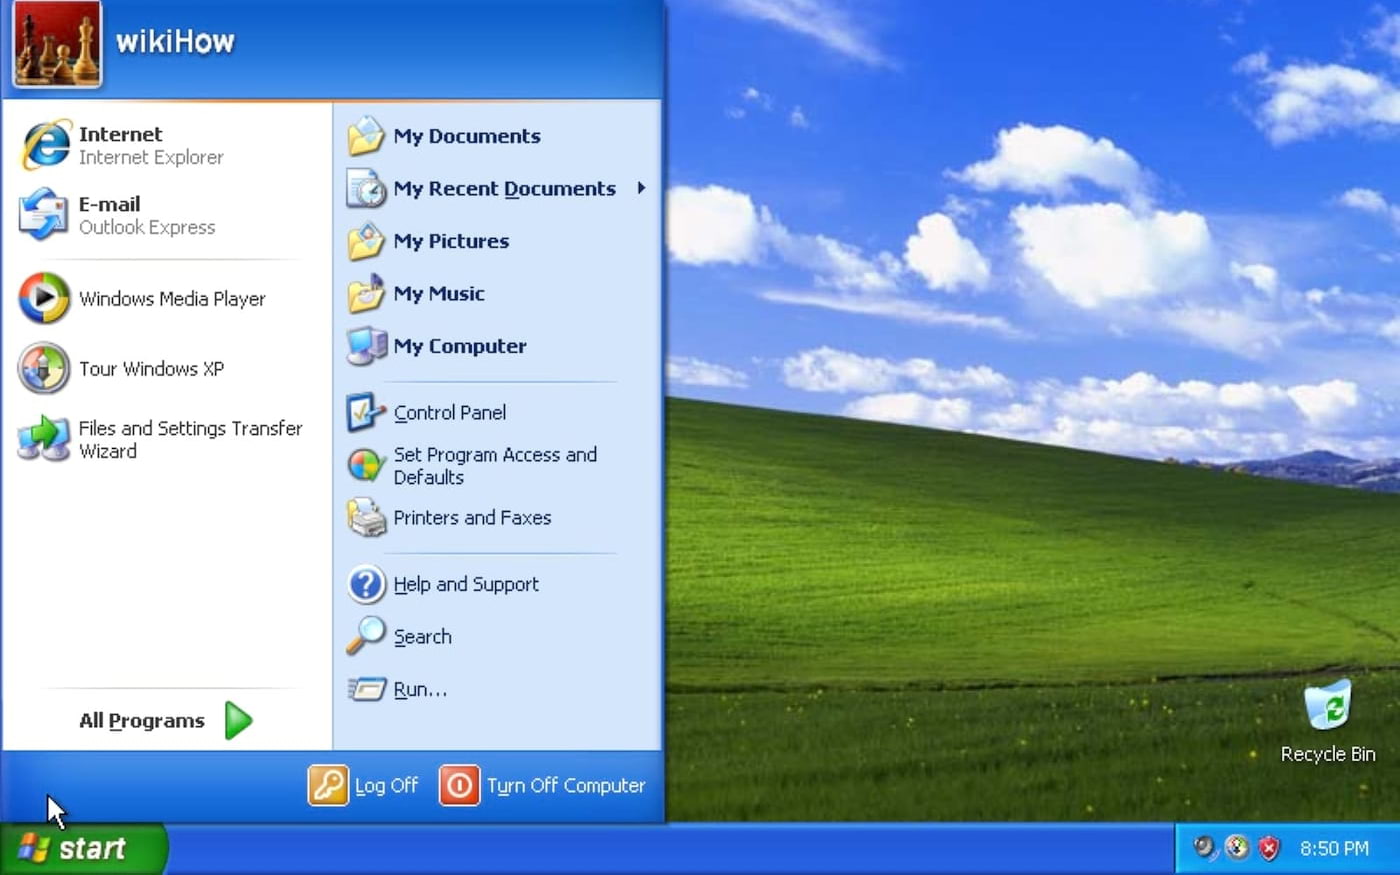 wikiHow
Internet
Internet Explorer
E-mail
Outlook Express
Windows Media Player
Tour Windows XP
Files and Settings Transfer
Wizard
All Programs
My Documents
My Recent Documents
My Pictures
My Music
My Computer
Control Panel
Set Program Access and
Defaults
Printers and Faxes
Help and Support
Search
Run...
Log Off
Turn Off Computer
Recycle Bin
start
8:50 PM